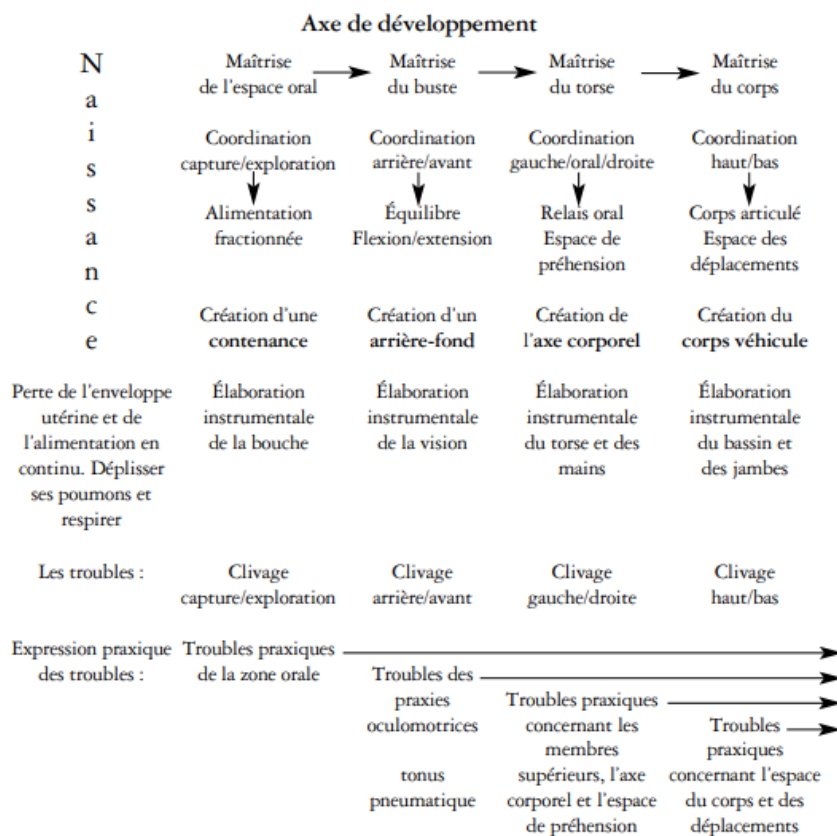 Axe de développement
N
a
i
s
s
a
n
c
e
Maîtrise
de l'espace oral
Maîtrise
du buste
Maîtrise
du torse
Maîtrise
du corps
Coordination
capture/exploration
Coordination
arrière/avant
Coordination
gauche/oral/droite
Coordination
haut/bas
Alimentation
fractionnée
Équilibre
Flexion/extension
Relais oral
Espace de
préhension
Corps articulé
Espace des
déplacements
Création d'une
contenance
Création d'un
arrière-fond
Création de
l'axe corporel
Création du
corps véhicule
Perte de l'enveloppe
utérine et de
l'alimentation en
continu. Déplisser
ses poumons et
respirer
Élaboration
instrumentale
de la bouche
Élaboration
instrumentale
de la vision
Élaboration
instrumentale
du torse et des
mains
Élaboration
instrumentale
du bassin et
des jambes
Les troubles :
Clivage
capture/exploration
Clivage
arrière/avant
Clivage
gauche/droite
Clivage
haut/bas
Expression praxique
des troubles :
Troubles praxiques
de la zone orale
Troubles des
praxies
oculomotrices
tonus
pneumatique
Troubles praxiques
concernant les
membres
supérieurs, l'axe
corporel et l'espace
de préhension
Troubles
praxiques
concernant l'espace
du corps et des
déplacements